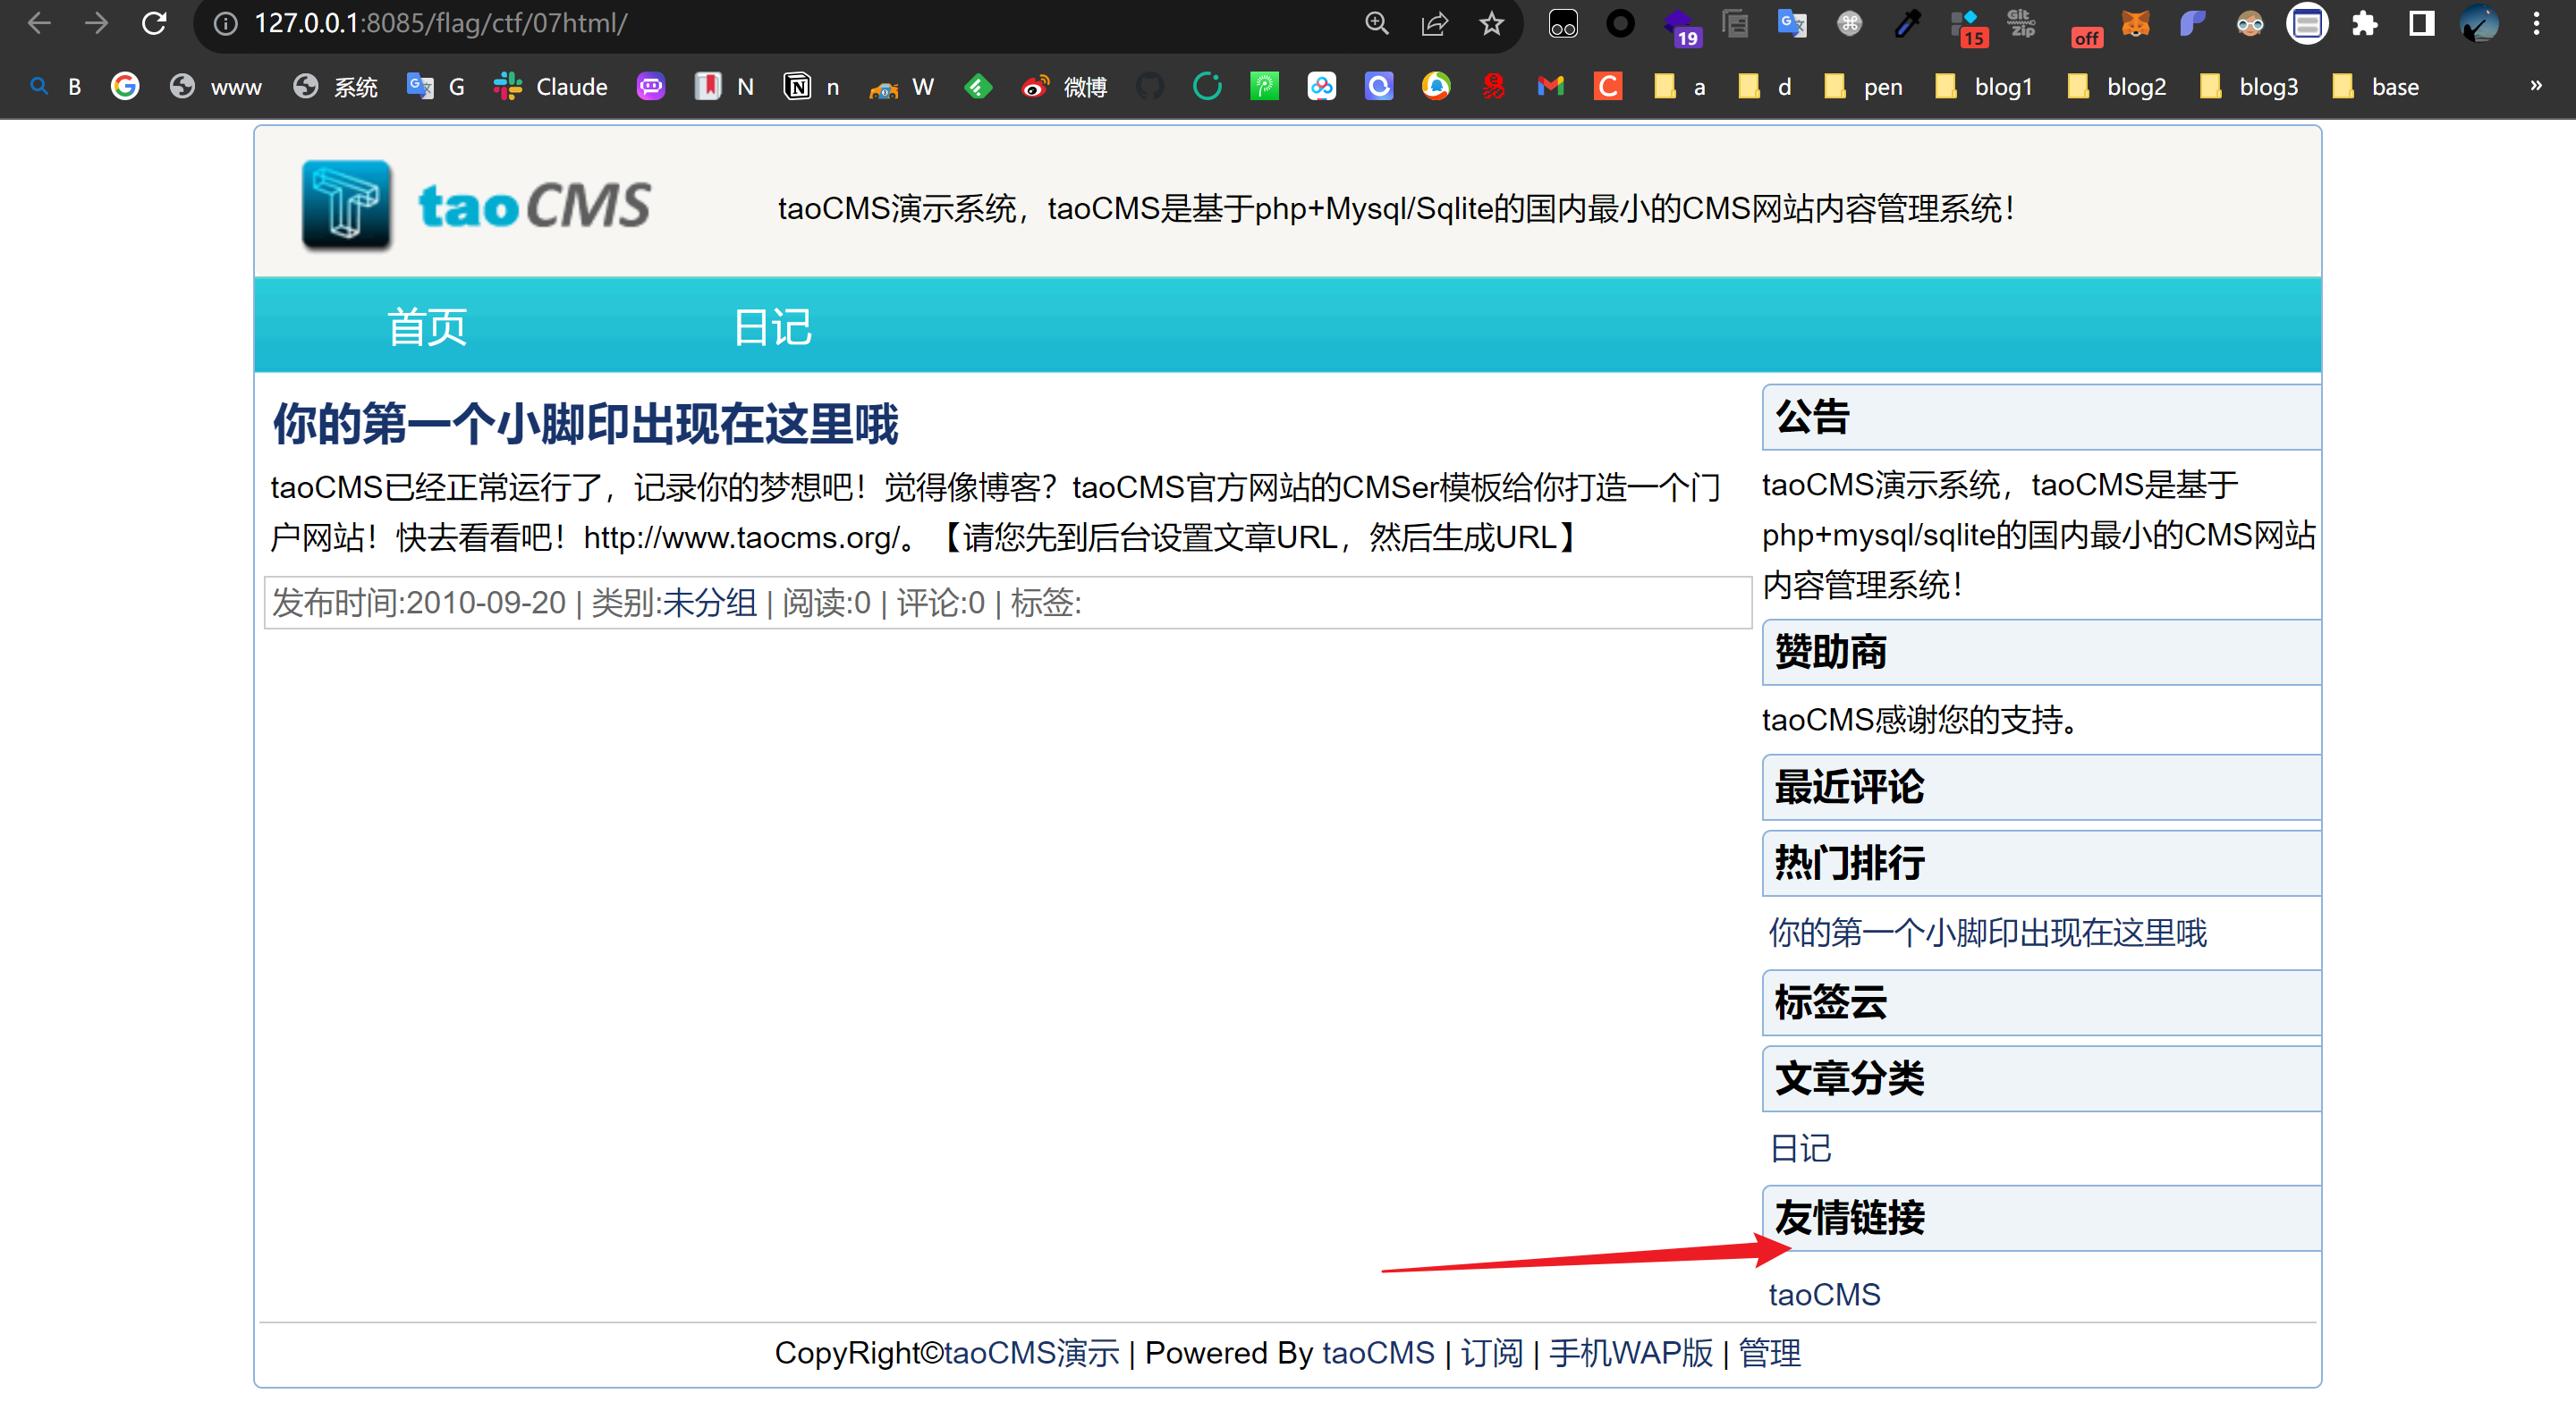 127.0.0.1:8085/flag/ctf/07html/
19
15
Git Zip
off
B
www
系统
G
Claude
N
n
W
微博
a
d
pen
blog1
blog2
blog3
base
»
taoCMS
taoCMS演示系统，taoCMS是基于php+Mysql/Sqlite的国内最小的CMS网站内容管理系统！
首页 日记
你的第一个小脚印出现在这里哦
taoCMS已经正常运行了，记录你的梦想吧！觉得像博客？taoCMS官方网站的CMSer模板给你打造一个门
户网站！快去看看吧！http://www.taocms.org/。【请您先到后台设置文章URL，然后生成URL】
发布时间:2010-09-20 | 类别:未分组 | 阅读:0 | 评论:0 | 标签:
公告
taoCMS演示系统，taoCMS是基于
php+mysql/sqlite的国内最小的CMS网站
内容管理系统！
赞助商
taoCMS感谢您的支持。
最近评论
热门排行
你的第一个小脚印出现在这里哦
标签云
文章分类
日记
友情链接
taoCMS
CopyRight©taoCMS演示 | Powered By taoCMS | 订阅 | 手机WAP版 | 管理